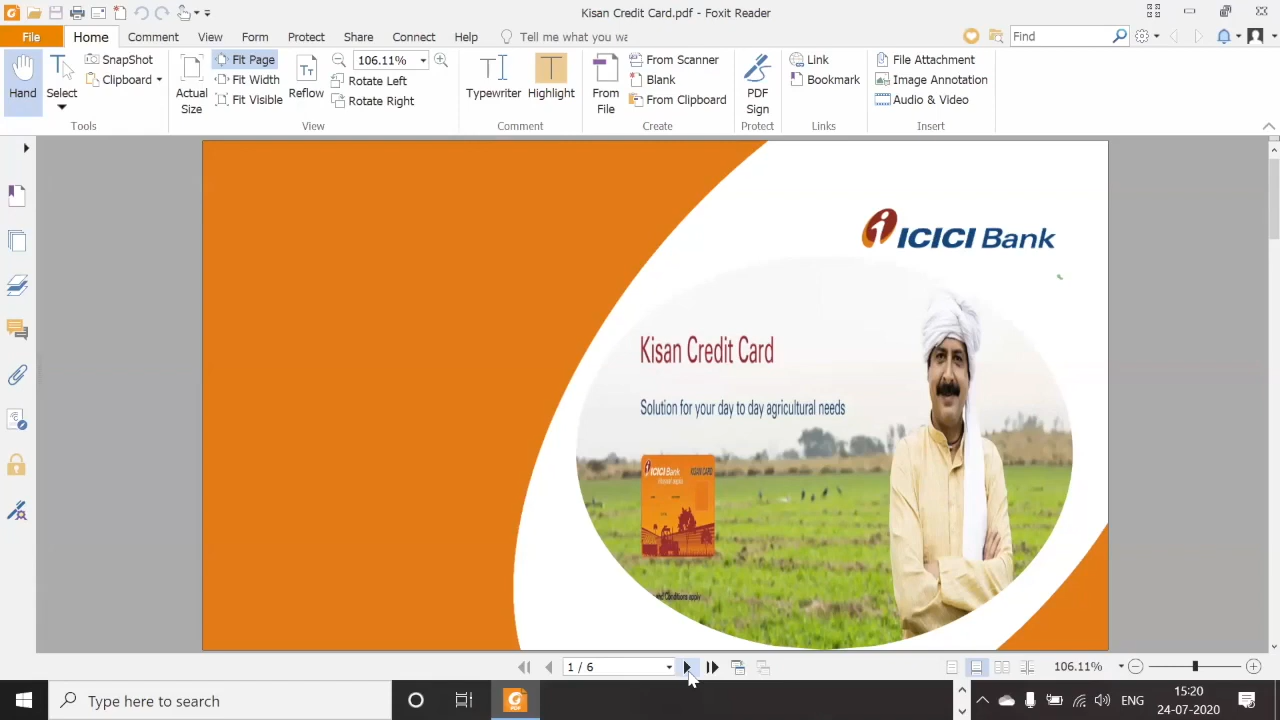 Kisan Credit Card.pdf - Foxit Reader
File Home Comment View Form Protect Share Connect Help Tell me what you wa Find
Hand
Select
SnapShot
Clipboard
Tools
Actual Size
Fit Page
Fit Width
Fit Visible
Reflow
106.11%
Rotate Left
Rotate Right
View
Typewriter
Highlight
Comment
From File
From Scanner
Blank
From Clipboard
Create
PDF Sign
Protect
Link
Bookmark
Links
File Attachment
Image Annotation
Audio & Video
Insert
i ICICI Bank
Kisan Credit Card
Solution for your day to day agricultural needs
ICICI Bank KISAN CARD
and Conditions apply
1 / 6
106.11%
Type here to search
PDF
ENG
15:20
24-07-2020